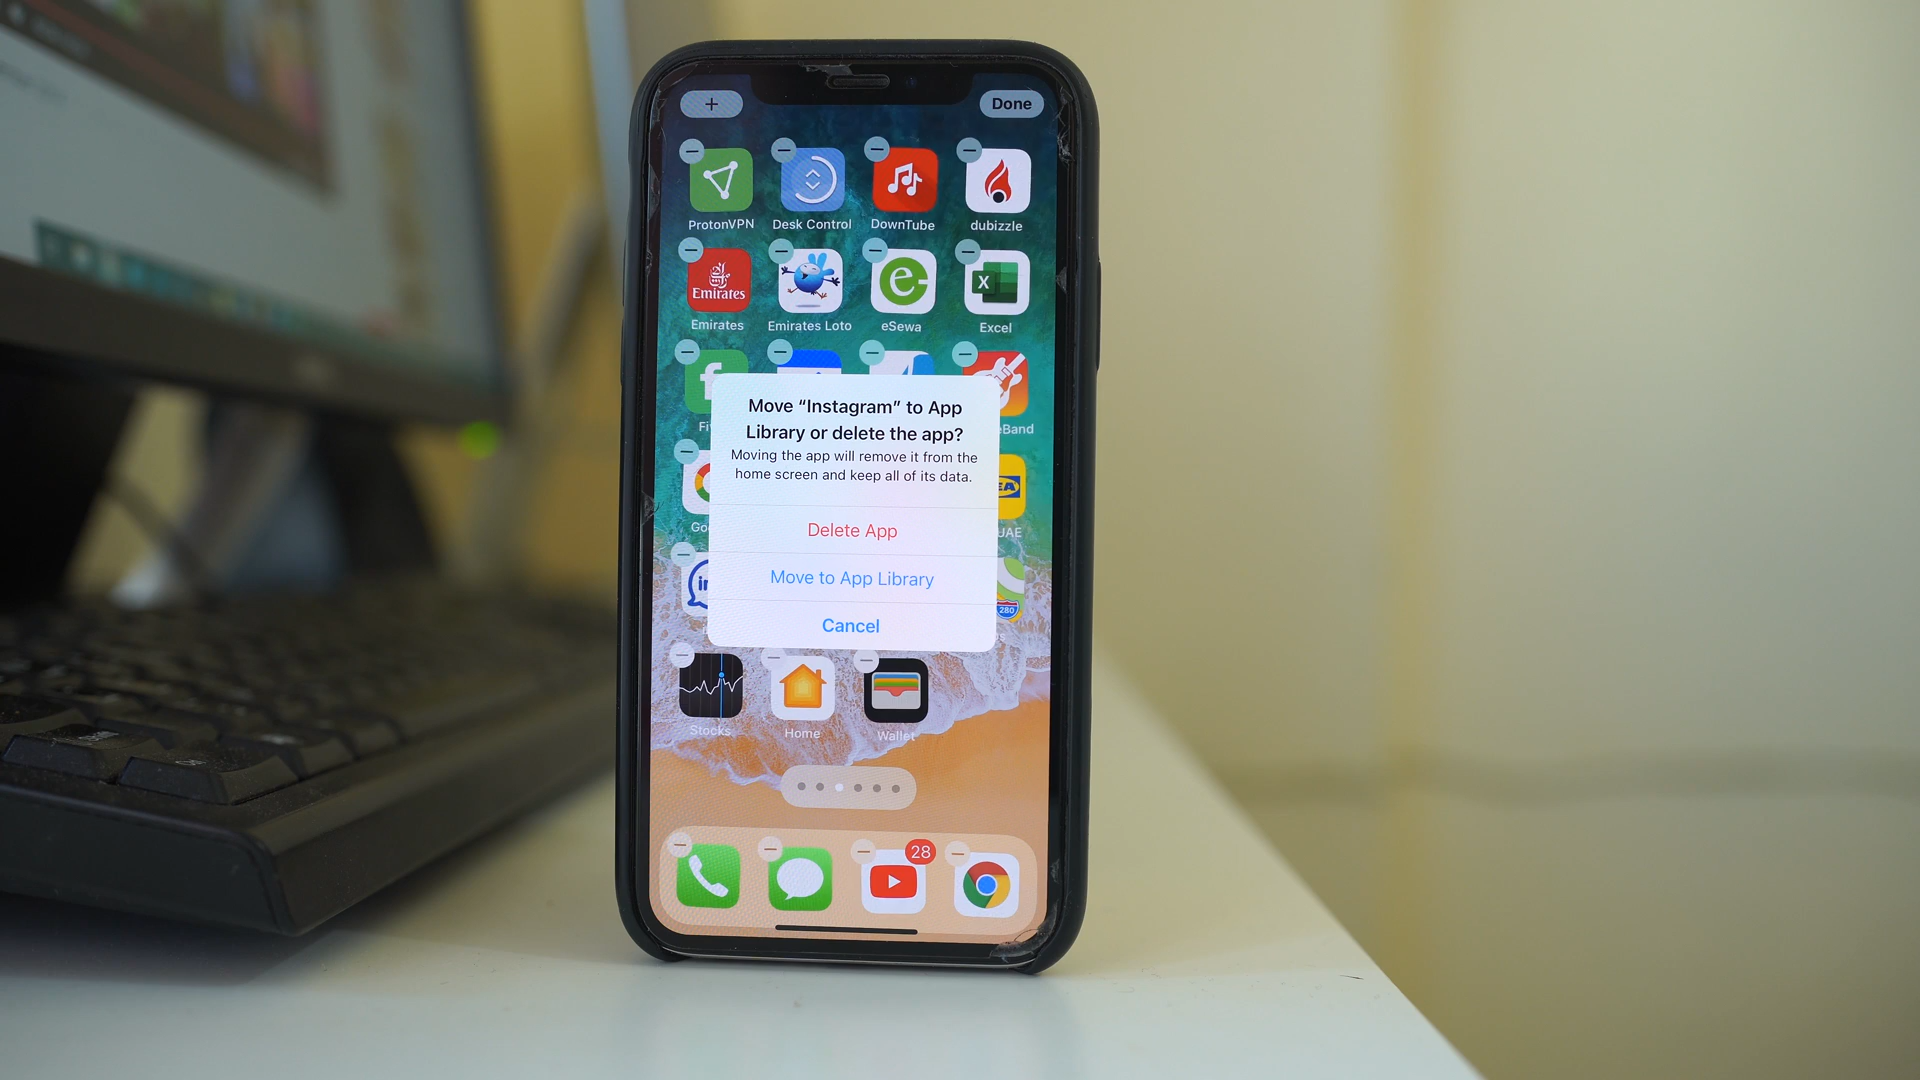 +
Done
ProtonVPN
Desk Control
DownTube
dubizzle
Emirates
Emirates
Emirates Loto
eSewa
X
Excel
Move “Instagram” to App
Library or delete the app?
Moving the app will remove it from the
home screen and keep all of its data.
Delete App
Move to App Library
Cancel
UAE
280
Stocks
Home
Wallet
28